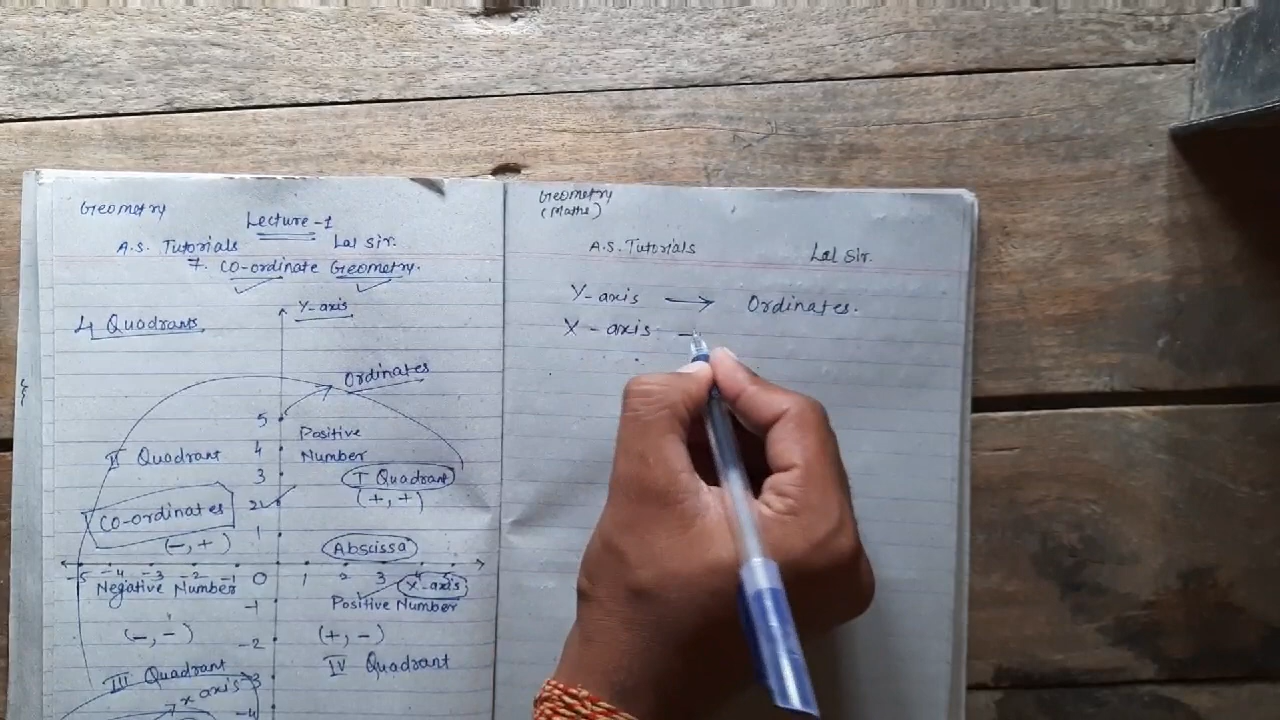 Geometry
Lecture-1
A.S. Tutorials Lal Sir.
7. Co-ordinate Geometry.
4 Quadrants
Y-axis
Ordinates
5
Positive
4
Number
II Quadrant
3
I Quadrant
(+,+)
Co-ordinates
2
1
(-,+)
Abscissa
-5 -4 -3 -2 -1 0 1 2 3 4 5
X-axis
Negative Number
Positive Number
-1
(-,-)
(+,-)
-2
IV Quadrant
III Quadrant
x axis
-3
-4
Geometry
(Maths)
A.S. Tutorials Lal Sir.
Y-axis → Ordinates.
X-axis -